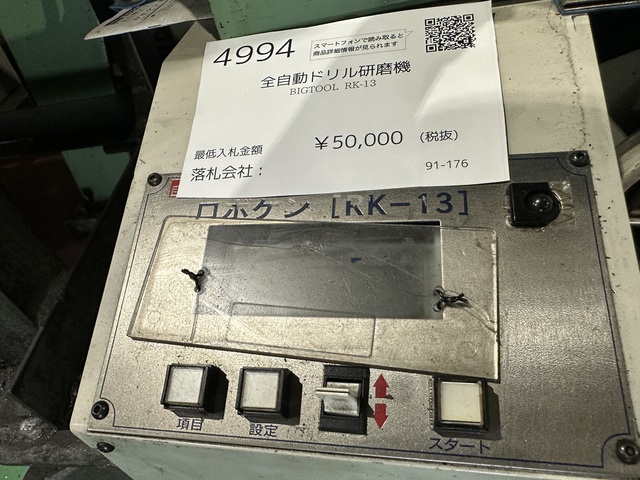 4994
スマートフォンで読み取ると
商品詳細情報が見られます
全自動ドリル研磨機
BIGTOOL RK-13
最低入札金額 ￥50,000 (税抜)
落札会社：
91-176
ロボケン [RK-13]
項目 設定 スタート